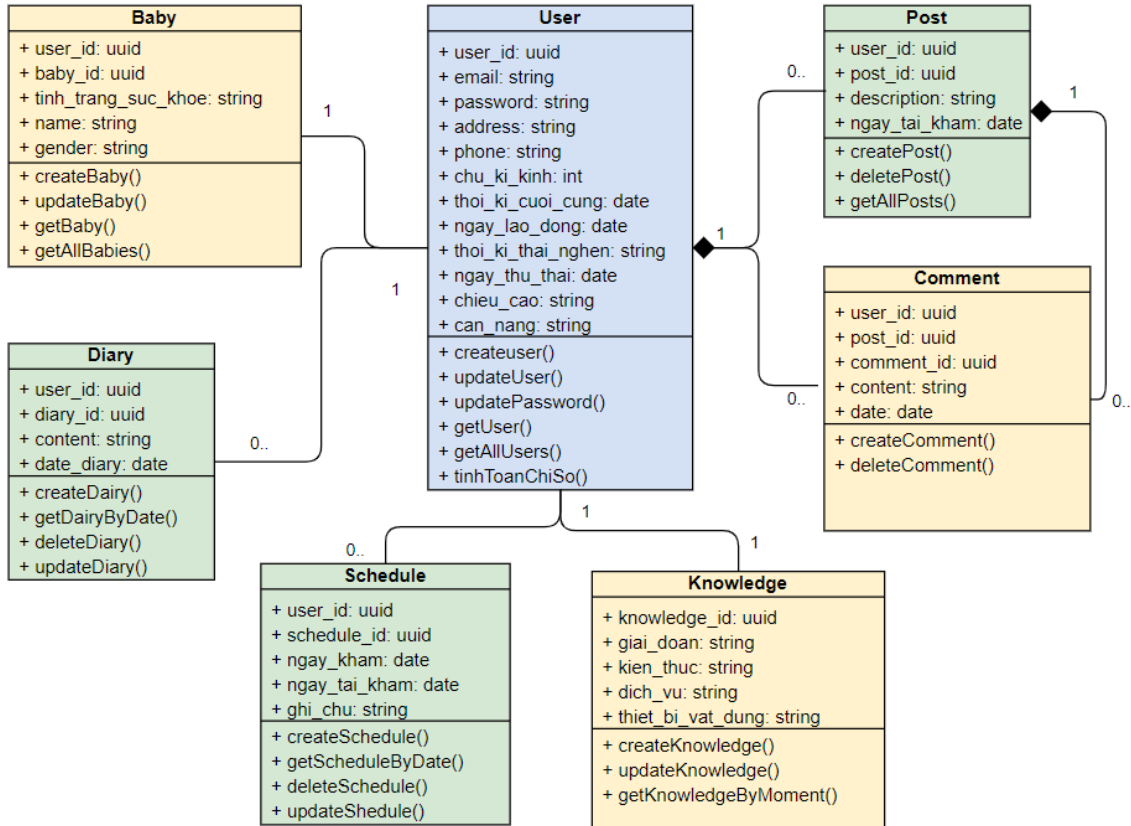 Baby
+ user_id: uuid
+ baby_id: uuid
+ tinh_trang_suc_khoe: string
+ name: string
+ gender: string
+ createBaby()
+ updateBaby()
+ getBaby()
+ getAllBabies()
1
User
+ user_id: uuid
+ email: string
+ password: string
+ address: string
+ phone: string
+ chu_ki_kinh: int
+ thoi_ki_cuoi_cung: date
+ ngay_lao_dong: date
+ thoi_ki_thai_nghen: string
+ ngay_thu_thai: date
+ chieu_cao: string
+ can_nang: string
+ createuser()
+ updateUser()
+ updatePassword()
+ getUser()
+ getAllUsers()
+ tinhToanChiSo()
1
1
0..
Post
+ user_id: uuid
+ post_id: uuid
+ description: string
+ ngay_tai_kham: date
+ createPost()
+ deletePost()
+ getAllPosts()
1
Comment
+ user_id: uuid
+ post_id: uuid
+ comment_id: uuid
+ content: string
+ date: date
+ createComment()
+ deleteComment()
0..
0..
Diary
+ user_id: uuid
+ diary_id: uuid
+ content: string
+ date_diary: date
+ createDairy()
+ getDairyByDate()
+ deleteDiary()
+ updateDiary()
0..
1
0..
1
Schedule
+ user_id: uuid
+ schedule_id: uuid
+ ngay_kham: date
+ ngay_tai_kham: date
+ ghi_chu: string
+ createSchedule()
+ getScheduleByDate()
+ deleteSchedule()
+ updateShedule()
Knowledge
+ knowledge_id: uuid
+ giai_doan: string
+ kien_thuc: string
+ dich_vu: string
+ thiet_bi_vat_dung: string
+ createKnowledge()
+ updateKnowledge()
+ getKnowledgeByMoment()